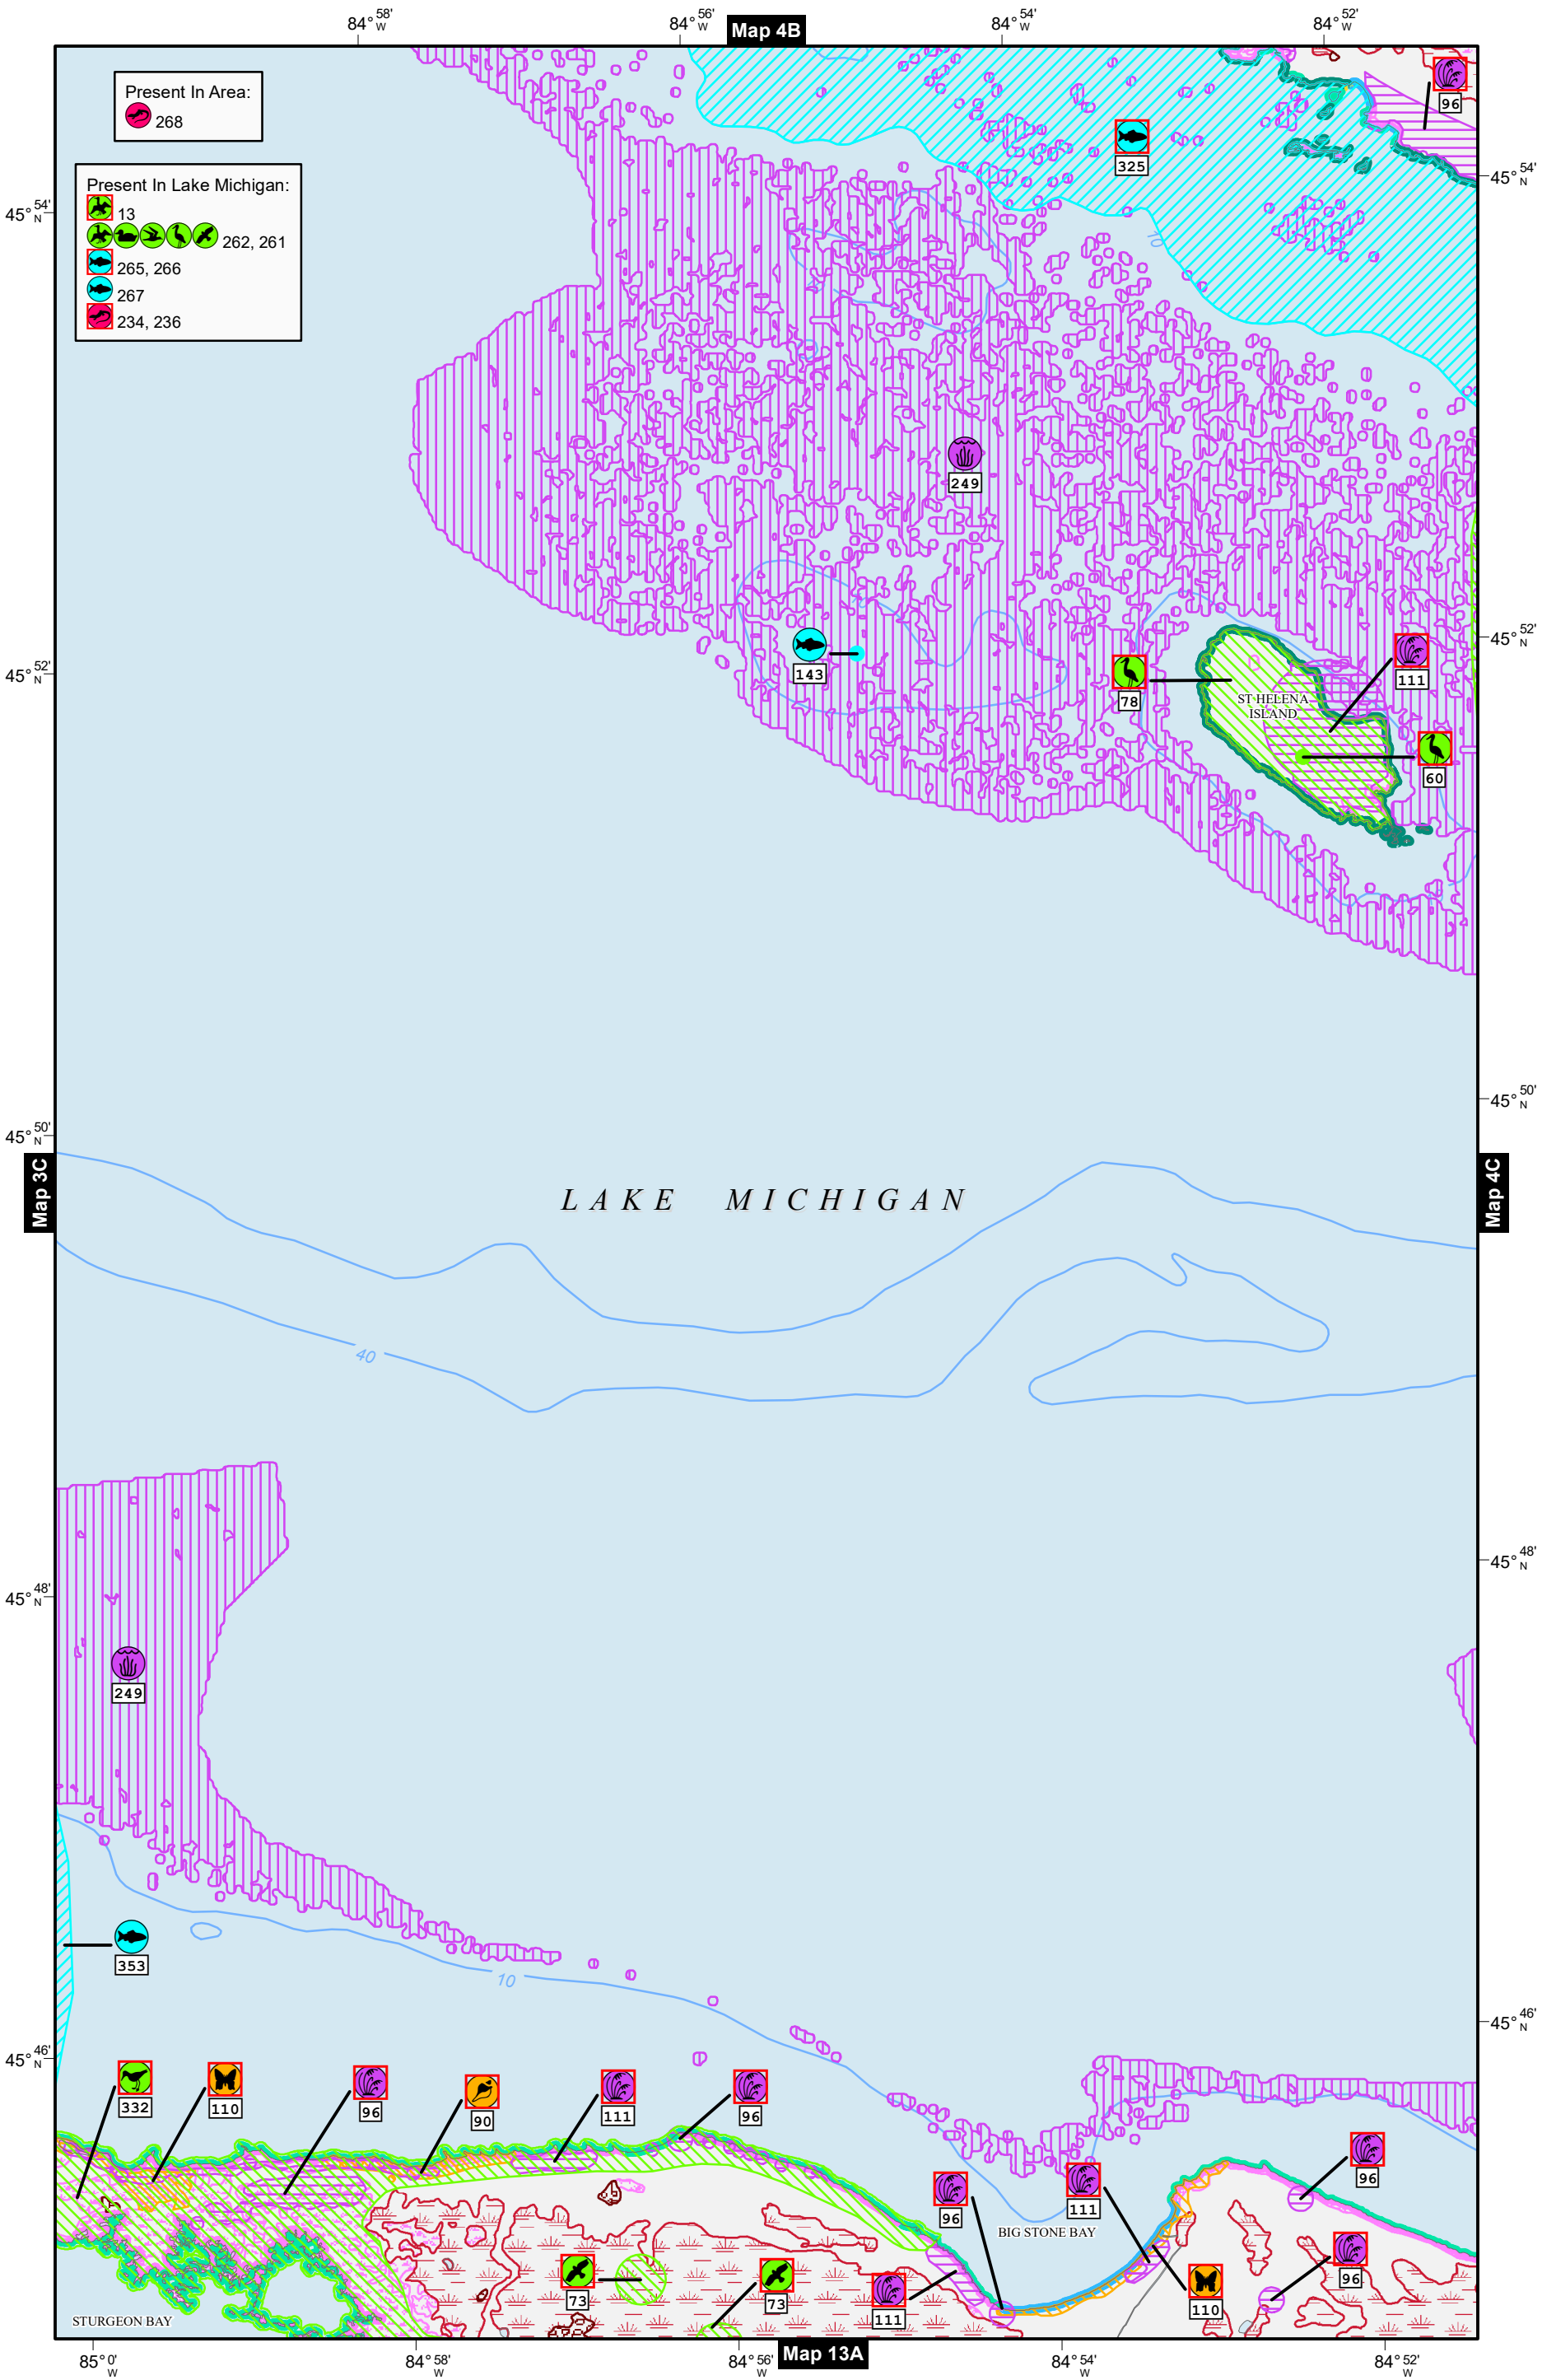 84° 58' W
84° 56' W
Map 4B
84° 54' W
84° 52' W
Present In Area:
268
Present In Lake Michigan:
13
262, 261
265, 266
267
234, 236
96
325
45° 54' N
45° 54' N
10
249
143
78
ST HELENA
ISLAND
111
60
45° 52' N
45° 52' N
45° 50' N
45° 50' N
Map 3C
LAKE MICHIGAN
Map 4C
40
45° 48' N
45° 48' N
249
353
10
45° 46' N
45° 46' N
332
110
96
90
111
96
96
111
96
BIG STONE BAY
96
73
73
111
110
STURGEON BAY
Map 13A
85° 0' W
84° 58' W
84° 56' W
84° 54' W
84° 52' W